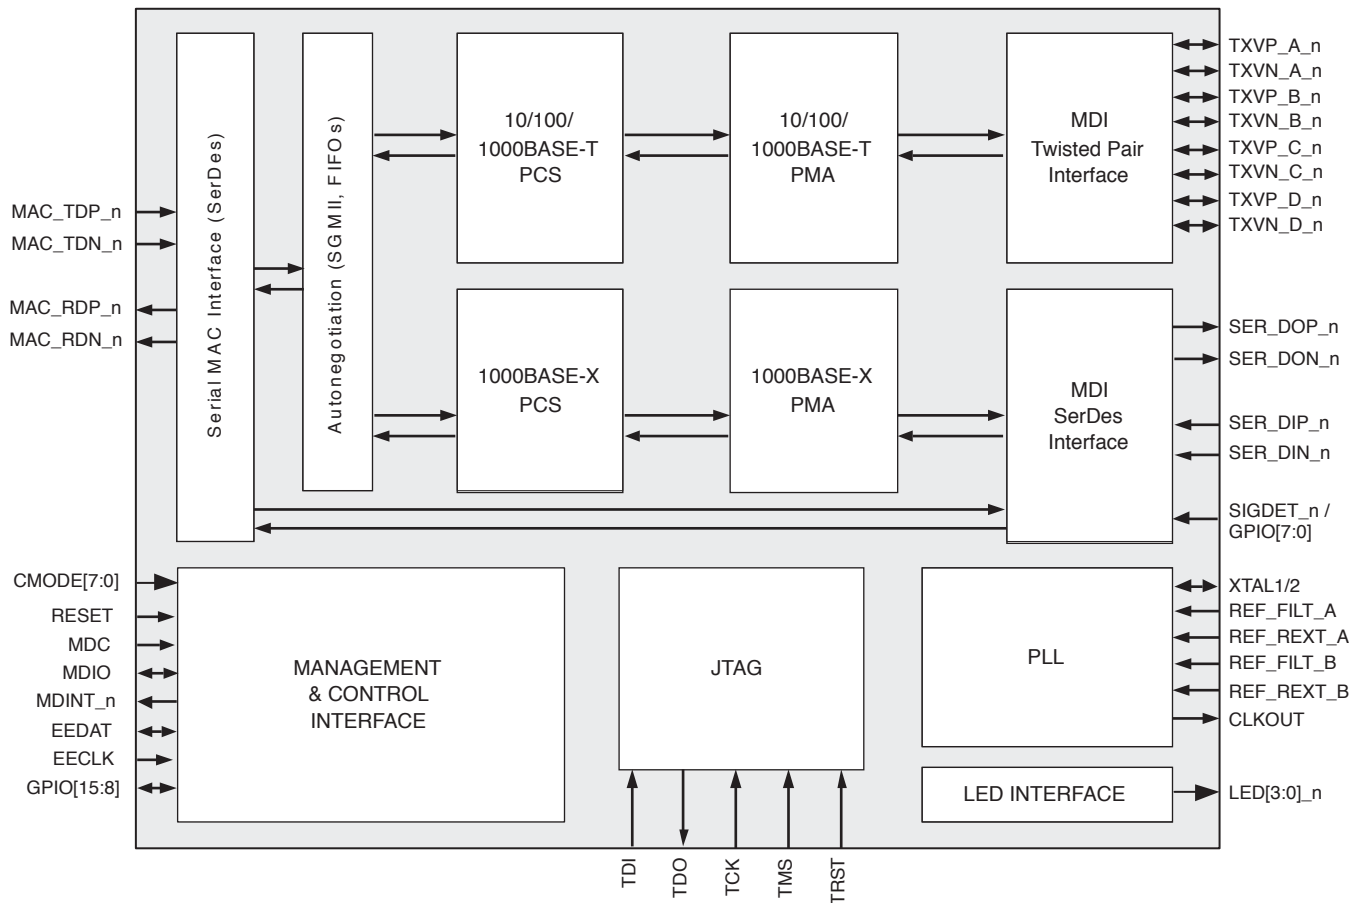 MAC_TDP_n
MAC_TDN_n
MAC_RDP_n
MAC_RDN_n
Serial MAC Interface (SerDes)
Autonegotiation (SGMII, FIFOs)
10/100/
1000BASE-T
PCS
10/100/
1000BASE-T
PMA
MDI
Twisted Pair
Interface
TXVP_A_n
TXVN_A_n
TXVP_B_n
TXVN_B_n
TXVP_C_n
TXVN_C_n
TXVP_D_n
TXVN_D_n
1000BASE-X
PCS
1000BASE-X
PMA
MDI
SerDes
Interface
SER_DOP_n
SER_DON_n
SER_DIP_n
SER_DIN_n
SIGDET_n /
GPIO[7:0]
CMODE[7:0]
RESET
MDC
MDIO
MDINT_n
EEDAT
EECLK
GPIO[15:8]
MANAGEMENT
& CONTROL
INTERFACE
JTAG
TDI
TDO
TCK
TMS
TRST
PLL
XTAL1/2
REF_FILT_A
REF_REXT_A
REF_FILT_B
REF_REXT_B
CLKOUT
LED INTERFACE
LED[3:0]_n